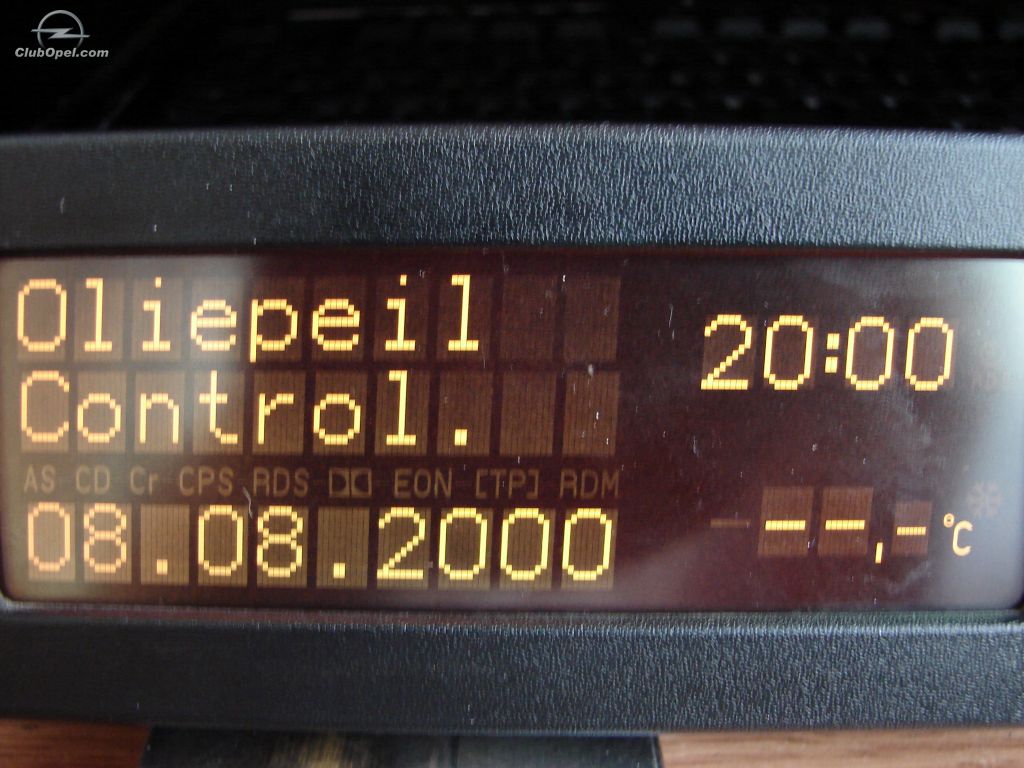 ClubOpel.com
Oliepeil
Control.
20:00
AS CD Cr CPS RDS EON [TP] RDM
08.08.2000
- --,- °C